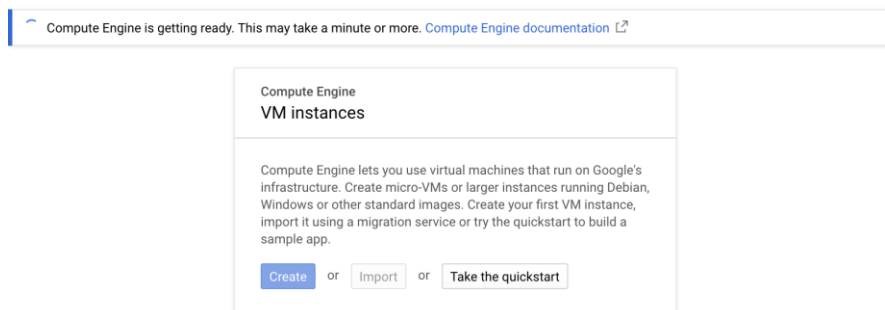 Compute Engine is getting ready. This may take a minute or more. Compute Engine documentation
Compute Engine
VM instances
Compute Engine lets you use virtual machines that run on Google's
infrastructure. Create micro-VMs or larger instances running Debian,
Windows or other standard images. Create your first VM instance,
import it using a migration service or try the quickstart to build a
sample app.
Create or Import or Take the quickstart